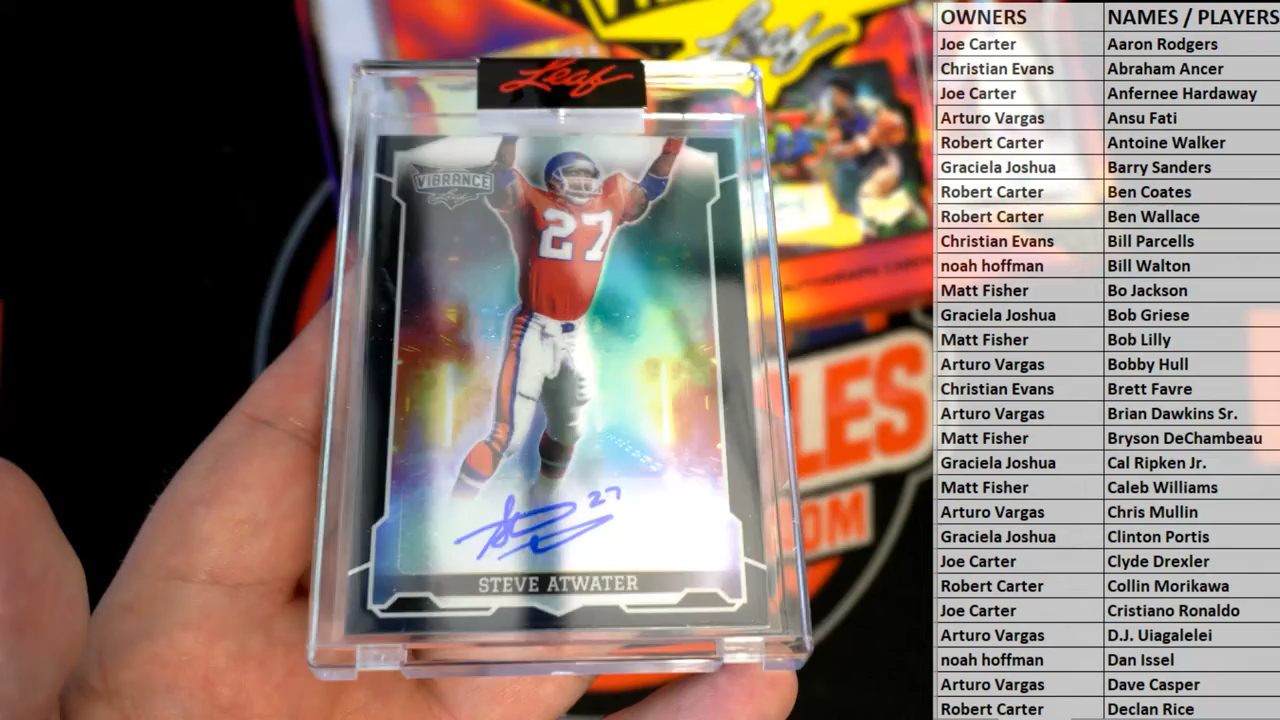 Leaf
VIBRANCE
Leaf
27
27
STEVE ATWATER
Leaf
LES
OM
OWNERS NAMES / PLAYERS
Joe Carter Aaron Rodgers
Christian Evans Abraham Ancer
Joe Carter Anfernee Hardaway
Arturo Vargas Ansu Fati
Robert Carter Antoine Walker
Graciela Joshua Barry Sanders
Robert Carter Ben Coates
Robert Carter Ben Wallace
Christian Evans Bill Parcells
noah hoffman Bill Walton
Matt Fisher Bo Jackson
Graciela Joshua Bob Griese
Matt Fisher Bob Lilly
Arturo Vargas Bobby Hull
Christian Evans Brett Favre
Arturo Vargas Brian Dawkins Sr.
Matt Fisher Bryson DeChambeau
Graciela Joshua Cal Ripken Jr.
Matt Fisher Caleb Williams
Arturo Vargas Chris Mullin
Graciela Joshua Clinton Portis
Joe Carter Clyde Drexler
Robert Carter Collin Morikawa
Joe Carter Cristiano Ronaldo
Arturo Vargas D.J. Uiagalelei
noah hoffman Dan Issel
Arturo Vargas Dave Casper
Robert Carter Declan Rice